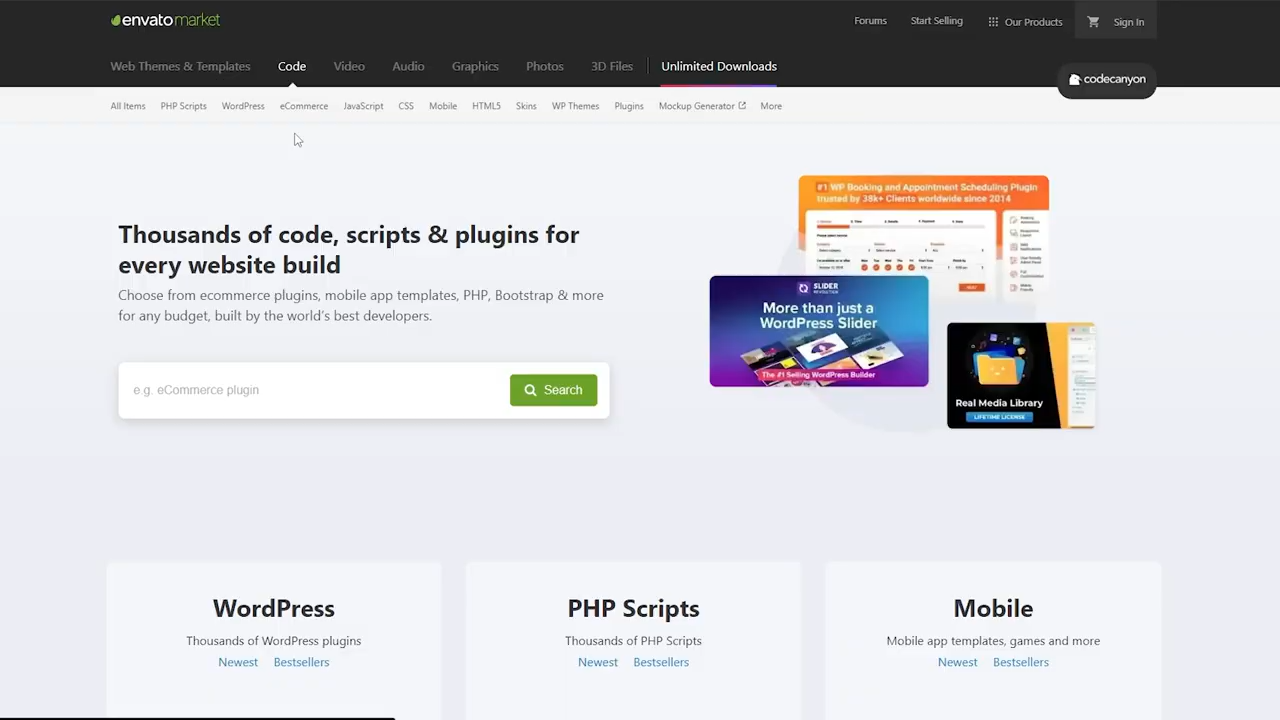 envatomarket
Forums Start Selling Our Products Sign In
Web Themes & Templates Code Video Audio Graphics Photos 3D Files Unlimited Downloads
codecanyon
All Items PHP Scripts WordPress eCommerce JavaScript CSS Mobile HTML5 Skins WP Themes Plugins Mockup Generator More
Thousands of code, scripts & plugins for
every website build
Choose from ecommerce plugins, mobile app templates, PHP, Bootstrap & more
for any budget, built by the world's best developers.
e.g. eCommerce plugin
Search
#1 WP Booking and Appointment Scheduling Plugin
trusted by 38k+ Clients worldwide since 2014
SLIDER
REVOLUTION
More than just a
WordPress Slider
The #1 Selling WordPress Builder
Real Media Library
LIFETIME LICENSE
WordPress
Thousands of WordPress plugins
Newest Bestsellers
PHP Scripts
Thousands of PHP Scripts
Newest Bestsellers
Mobile
Mobile app templates, games and more
Newest Bestsellers